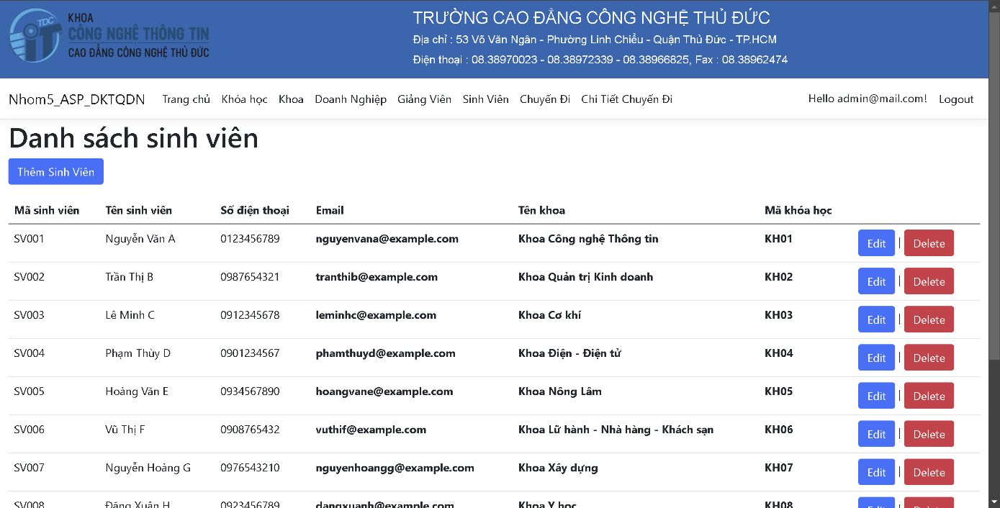 TDC
KHOA
CÔNG NGHỆ THÔNG TIN
CAO ĐẲNG CÔNG NGHỆ THỦ ĐỨC
TRƯỜNG CAO ĐẲNG CÔNG NGHỆ THỦ ĐỨC
Địa chỉ : 53 Võ Văn Ngân - Phường Linh Chiểu - Quận Thủ Đức - TP.HCM
Điện thoại : 08.38970023 - 08.38972339 - 08.38966825, Fax : 08.38962474
Nhom5_ASP_DKTQDN Trang chủ Khóa học Khoa Doanh Nghiệp Giảng Viên Sinh Viên Chuyến Đi Chi Tiết Chuyến Đi Hello admin@mail.com! Logout
Danh sách sinh viên
Thêm Sinh Viên
Mã sinh viên Tên sinh viên Số điện thoại Email Tên khoa Mã khóa học
SV001 Nguyễn Văn A 0123456789 nguyenvana@example.com Khoa Công nghệ Thông tin KH01 Edit | Delete
SV002 Trần Thị B 0987654321 tranthib@example.com Khoa Quản trị Kinh doanh KH02 Edit | Delete
SV003 Lê Minh C 0912345678 leminhc@example.com Khoa Cơ khí KH03 Edit | Delete
SV004 Phạm Thùy D 0901234567 phamthuyd@example.com Khoa Điện - Điện tử KH04 Edit | Delete
SV005 Hoàng Văn E 0934567890 hoangvane@example.com Khoa Nông Lâm KH05 Edit | Delete
SV006 Vũ Thị F 0908765432 vuthif@example.com Khoa Lữ hành - Nhà hàng - Khách sạn KH06 Edit | Delete
SV007 Nguyễn Hoàng G 0976543210 nguyenhoangg@example.com Khoa Xây dựng KH07 Edit | Delete
SV008 Đặng Xuân H 0923456789 dangxuanh@example.com Khoa Y học KH08 Edit Delete